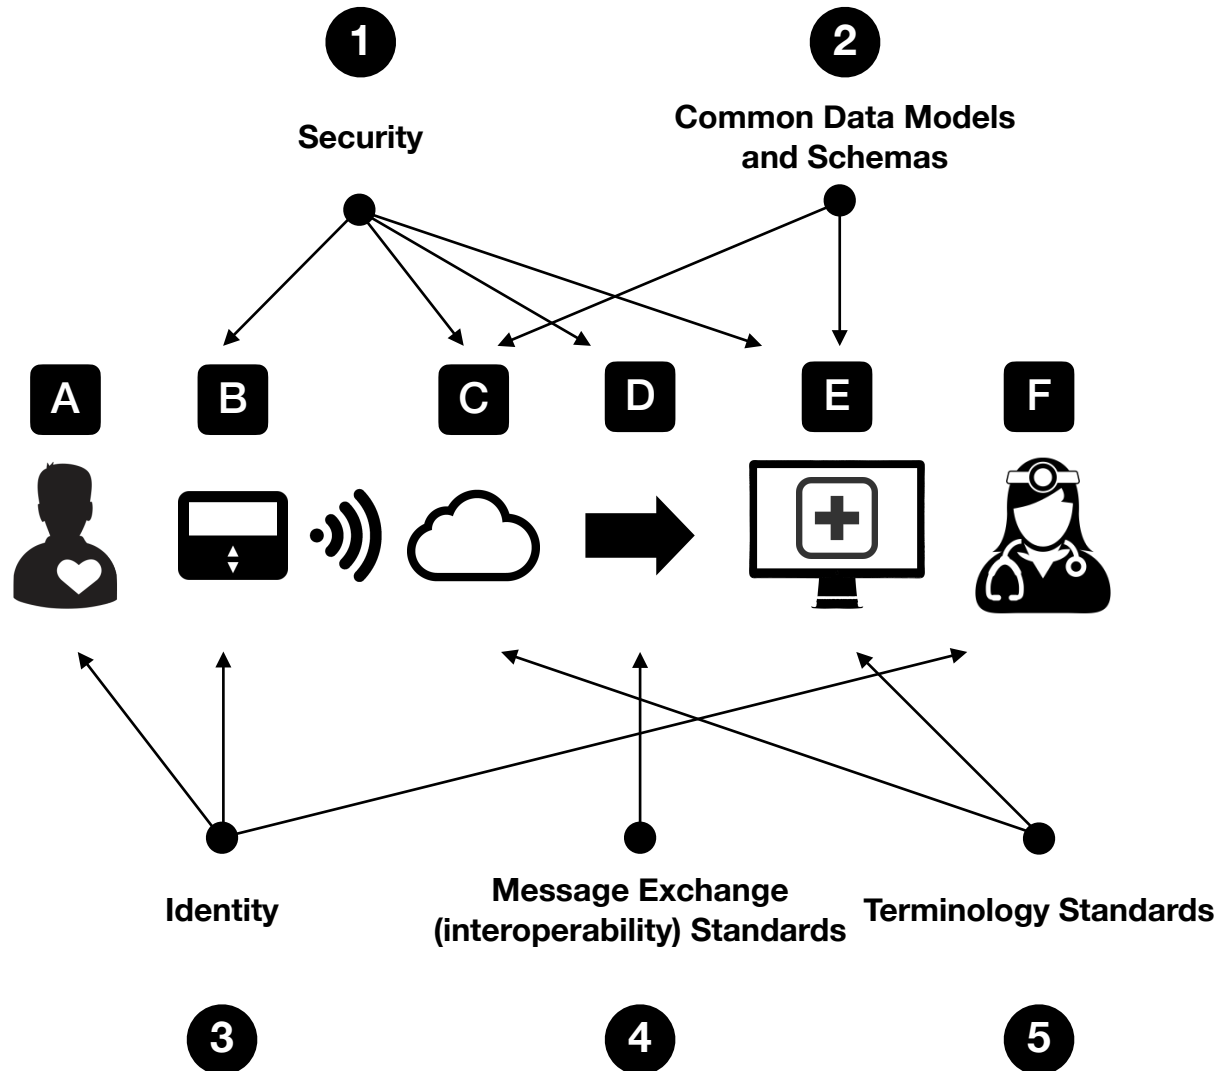 1
2
Security
Common Data Models
and Schemas
A
B
C
D
E
F
Identity
Message Exchange
(interoperability) Standards
Terminology Standards
3
4
5